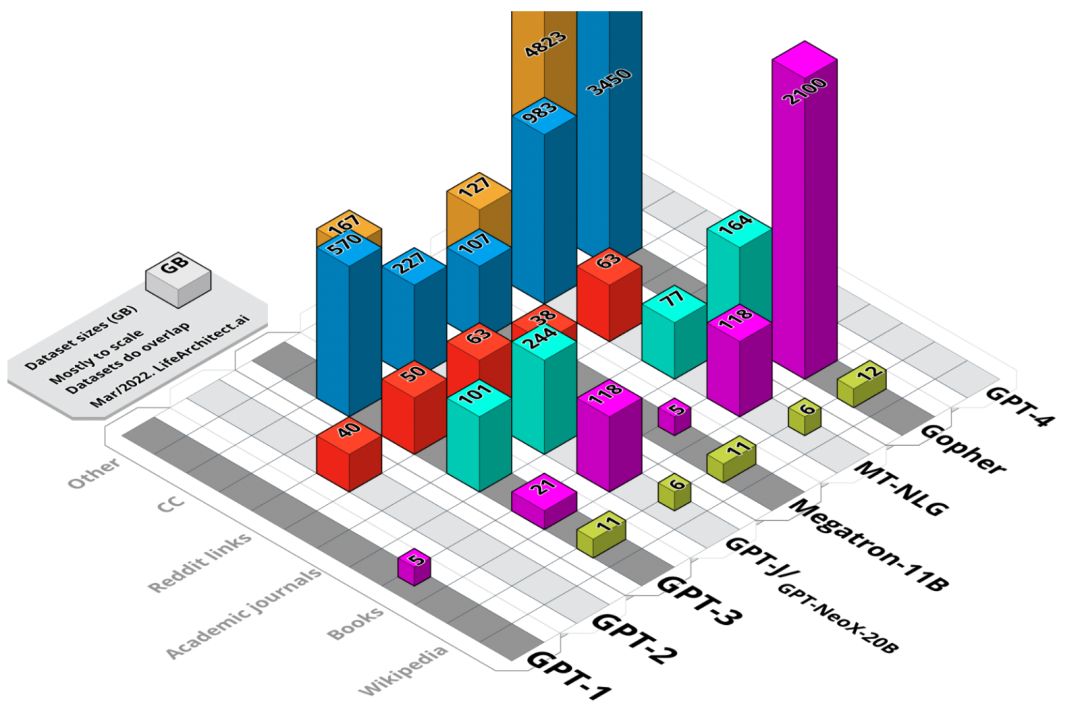 4823
3450
983
2100
127
167
570
227
107
63
164
77
118
GB
Dataset sizes (GB)
Mostly to scale
Datasets do overlap
Mar/2022. LifeArchitect.ai
38
63
244
50
101
40
118
5
6
12
11
21
6
11
5
Other
CC
Reddit links
Academic journals
Books
Wikipedia
GPT-4
Gopher
MT-NLG
Megatron-11B
GPT-J/
GPT-NeoX-20B
GPT-3
GPT-2
GPT-1